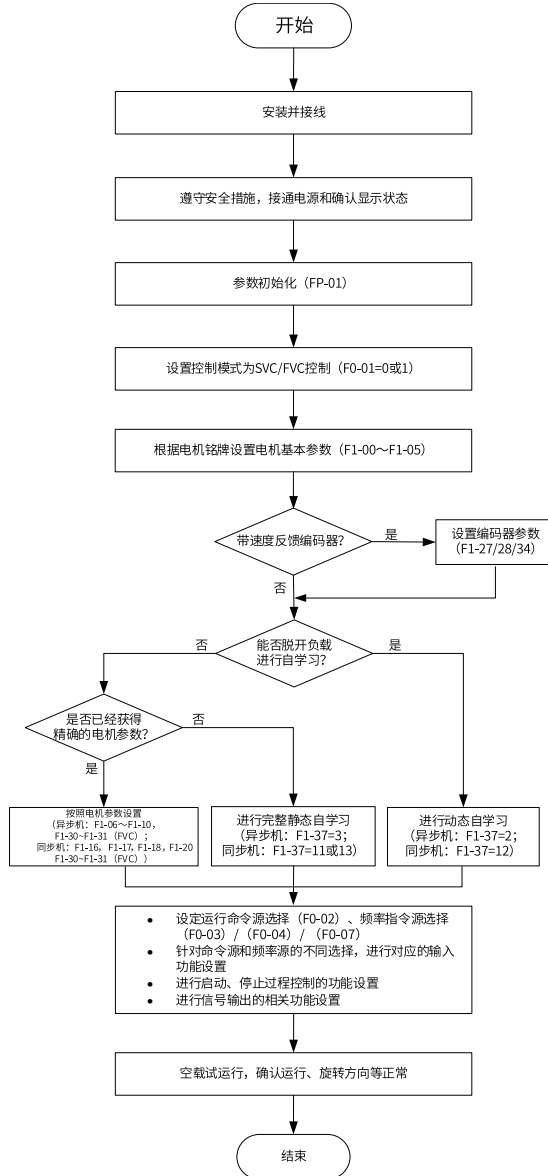 开始
安装并接线
遵守安全措施，接通电源和确认显示状态
参数初始化（FP-01）
设置控制模式为SVC/FVC控制（F0-01=0或1）
根据电机铭牌设置电机基本参数（F1-00～F1-05）
带速度反馈编码器？
是
设置编码器参数
（F1-27/28/34）
否
能否脱开负载
进行自学习？
否
是
是否已经获得
精确的电机参数？
否
是
按照电机参数设置
（异步机：F1-06～F1-10，
F1-30~F1-31（FVC）；
同步机：F1-16，F1-17，F1-18，F1-20
F1-30~F1-31（FVC））
进行完整静态自学习
（异步机：F1-37=3；
同步机：F1-37=11或13）
进行动态自学习
（异步机：F1-37=2；
同步机：F1-37=12）
● 设定运行命令源选择（F0-02）、频率指令源选择
（F0-03）/（F0-04）/ （F0-07）
● 针对命令源和频率源的不同选择，进行对应的输入
功能设置
● 进行启动、停止过程控制的功能设置
● 进行信号输出的相关功能设置
空载试运行，确认运行、旋转方向等正常
结束